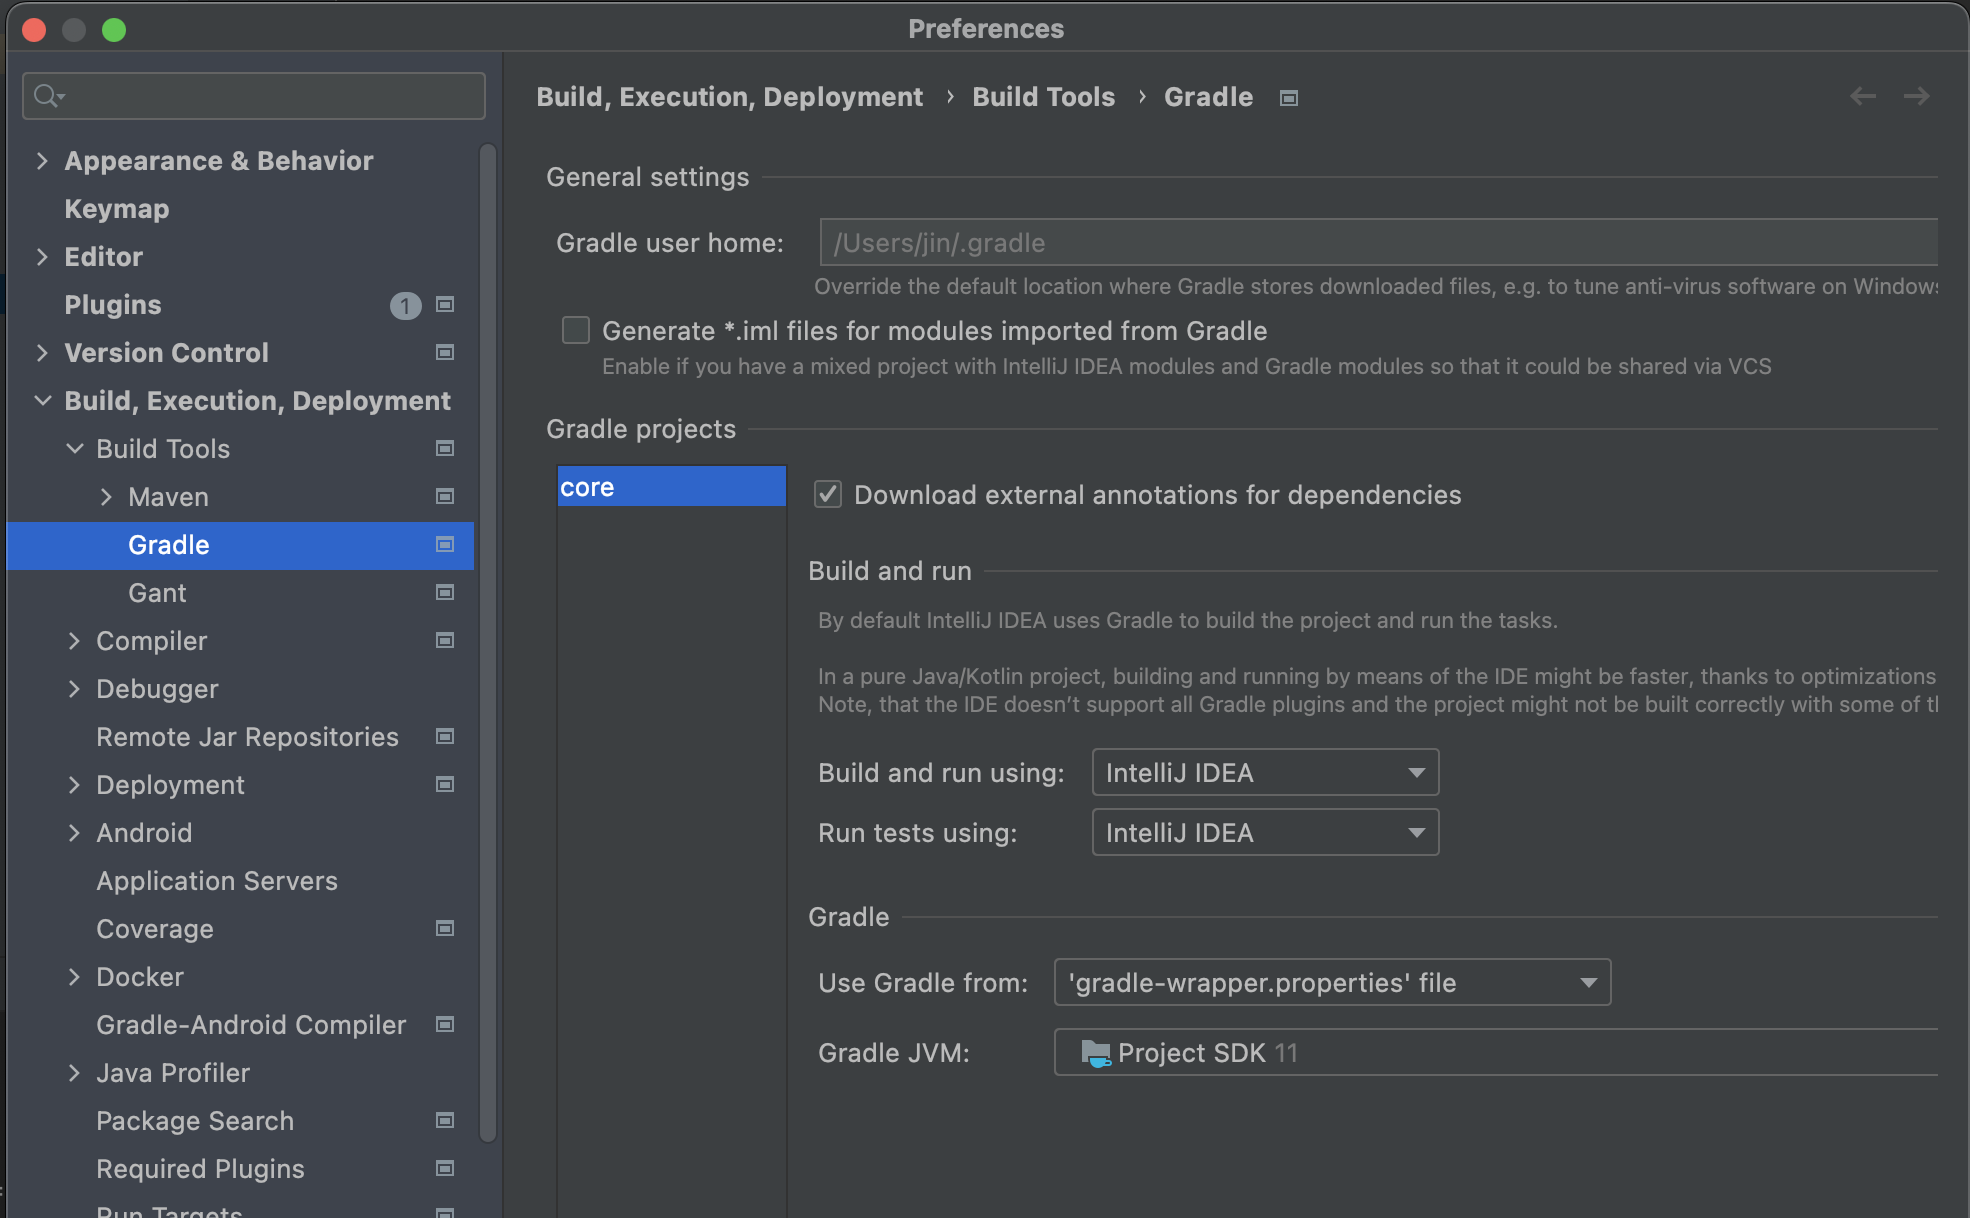 Preferences
Appearance & Behavior
Keymap
Editor
Plugins 1
Version Control
Build, Execution, Deployment
Build Tools
Maven
Gradle
Gant
Compiler
Debugger
Remote Jar Repositories
Deployment
Android
Application Servers
Coverage
Docker
Gradle-Android Compiler
Java Profiler
Package Search
Required Plugins
Run Targets
Build, Execution, Deployment › Build Tools › Gradle
General settings
Gradle user home: /Users/jin/.gradle
Override the default location where Gradle stores downloaded files, e.g. to tune anti-virus software on Windows
Generate *.iml files for modules imported from Gradle
Enable if you have a mixed project with IntelliJ IDEA modules and Gradle modules so that it could be shared via VCS
Gradle projects
core
Download external annotations for dependencies
Build and run
By default IntelliJ IDEA uses Gradle to build the project and run the tasks.
In a pure Java/Kotlin project, building and running by means of the IDE might be faster, thanks to optimizations
Note, that the IDE doesn't support all Gradle plugins and the project might not be built correctly with some of
Build and run using: IntelliJ IDEA
Run tests using: IntelliJ IDEA
Gradle
Use Gradle from: 'gradle-wrapper.properties' file
Gradle JVM: Project SDK 11